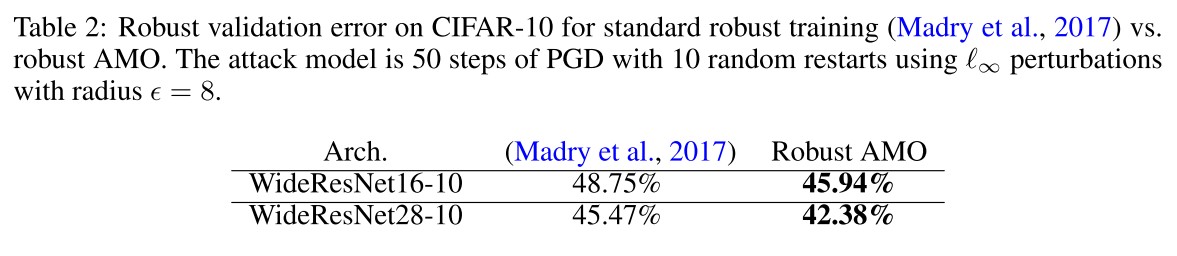 Table 2: Robust validation error on CIFAR-10 for standard robust training (Madry et al., 2017) vs.
robust AMO. The attack model is 50 steps of PGD with 10 random restarts using ℓ∞ perturbations
with radius ϵ = 8.
Arch. (Madry et al., 2017) Robust AMO
WideResNet16-10 48.75% 45.94%
WideResNet28-10 45.47% 42.38%